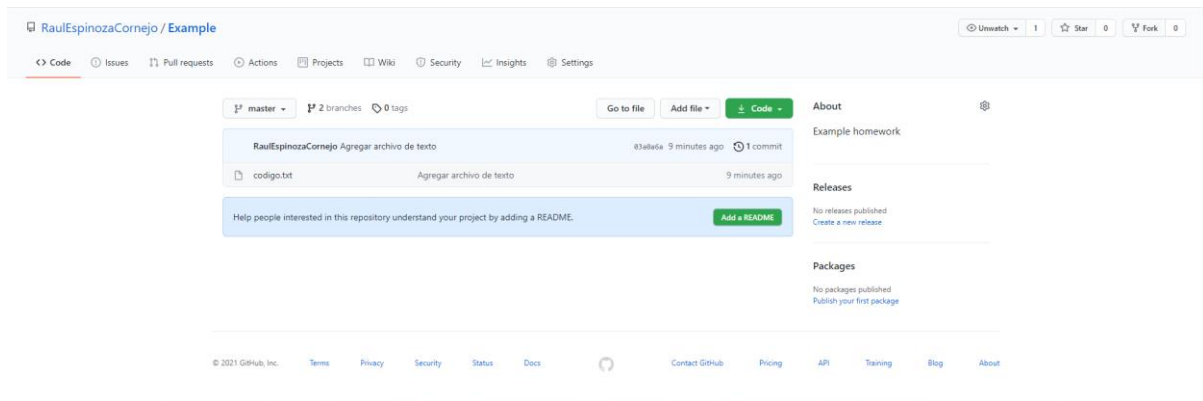 RaulEspinozaCornejo / Example
Unwatch 1 Star 0 Fork 0
Code Issues Pull requests Actions Projects Wiki Security Insights Settings
master 2 branches 0 tags Go to file Add file Code
RaulEspinozaCornejo Agregar archivo de texto 9 minutes ago 1 commit
codigo.txt Agregar archivo de texto 9 minutes ago
Help people interested in this repository understand your project by adding a README. Add a README
About
Example homework
Releases
No releases published
Create a new release
Packages
No packages published
Publish your first package
© 2021 GitHub, Inc. Terms Privacy Security Status Docs Contact GitHub Pricing API Training Blog About